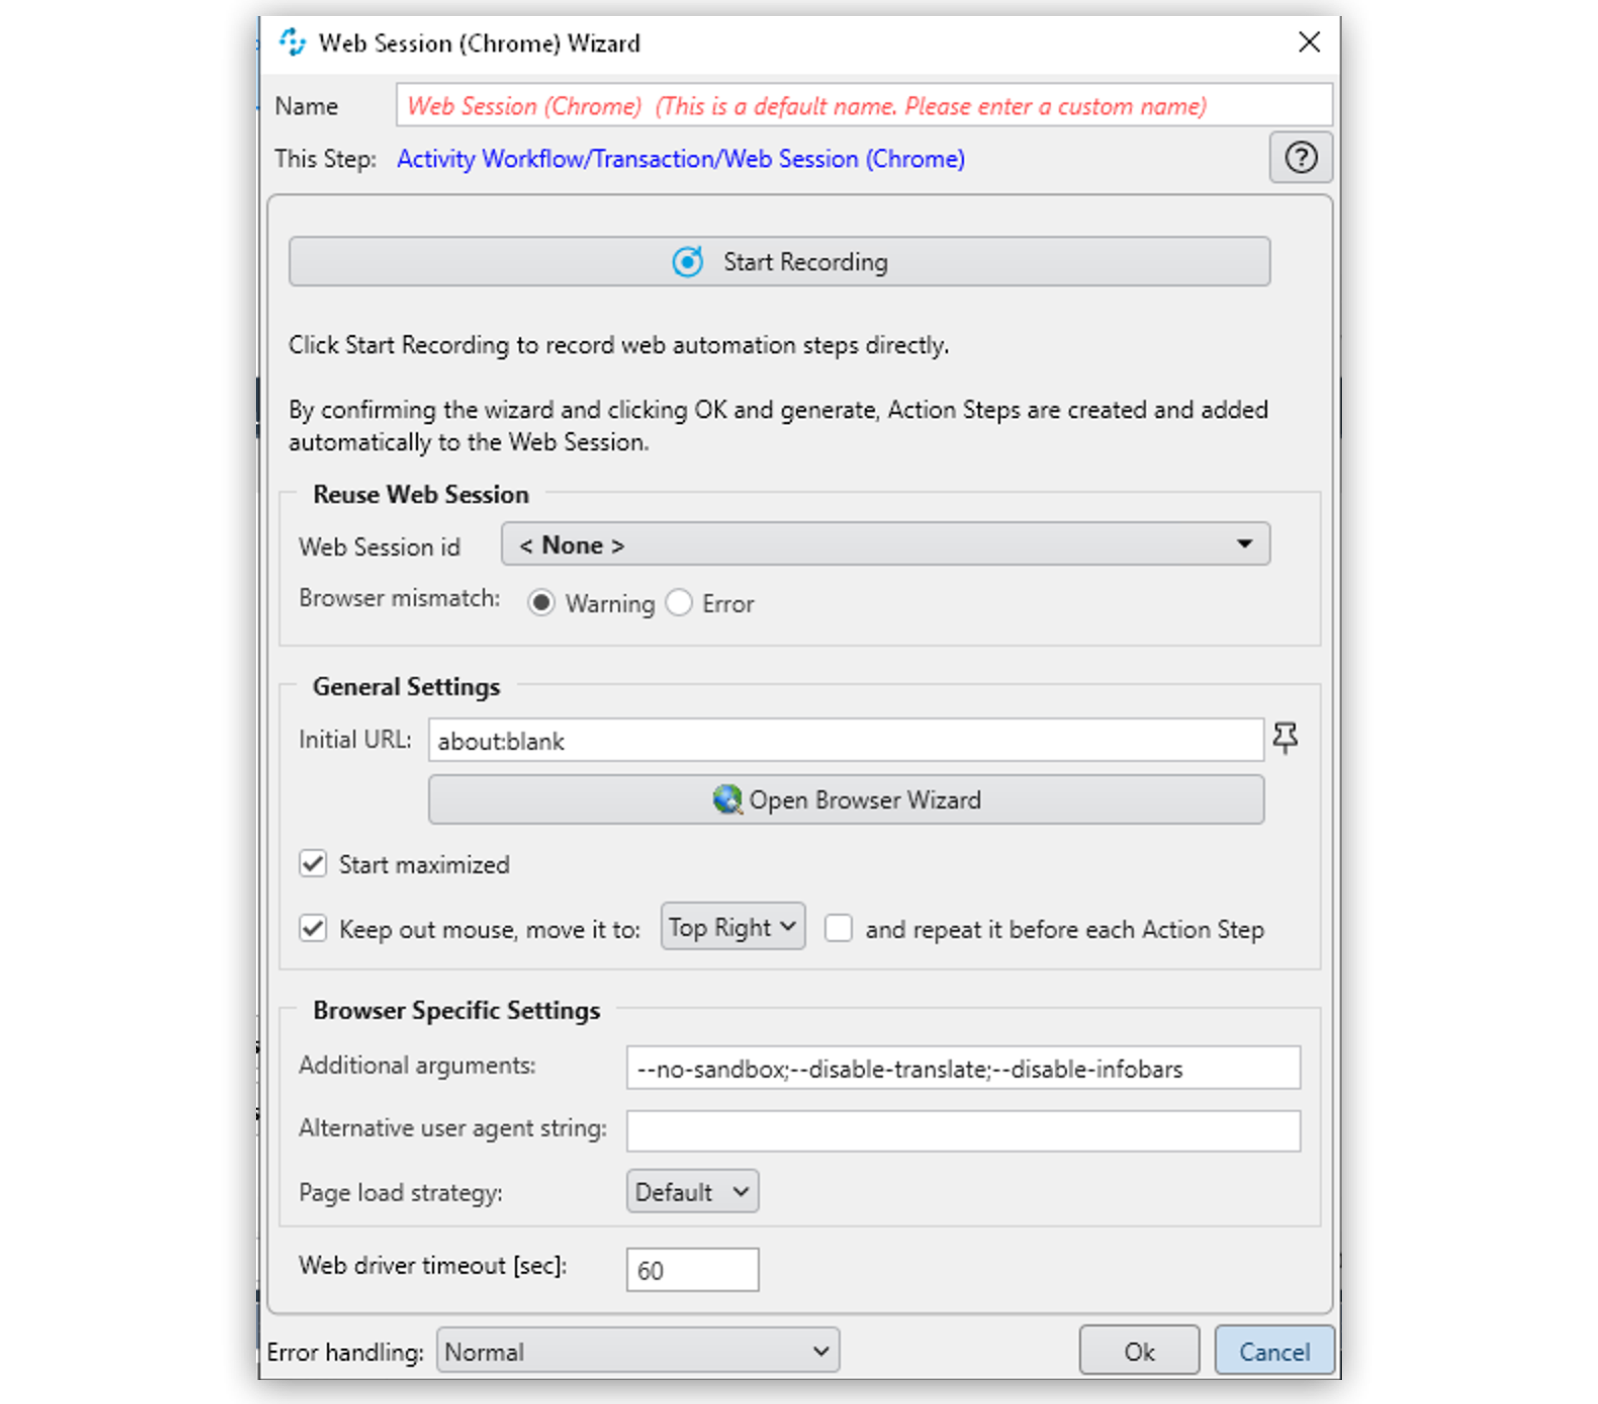 Web Session (Chrome) Wizard
Name
Web Session (Chrome)  (This is a default name. Please enter a custom name)
This Step: Activity Workflow/Transaction/Web Session (Chrome)
Start Recording
Click Start Recording to record web automation steps directly.
By confirming the wizard and clicking OK and generate, Action Steps are created and added
automatically to the Web Session.
Reuse Web Session
Web Session id < None >
Browser mismatch: Warning Error
General Settings
Initial URL: about:blank
Open Browser Wizard
Start maximized
Keep out mouse, move it to: Top Right and repeat it before each Action Step
Browser Specific Settings
Additional arguments: --no-sandbox;--disable-translate;--disable-infobars
Alternative user agent string:
Page load strategy: Default
Web driver timeout [sec]: 60
Error handling: Normal Ok Cancel